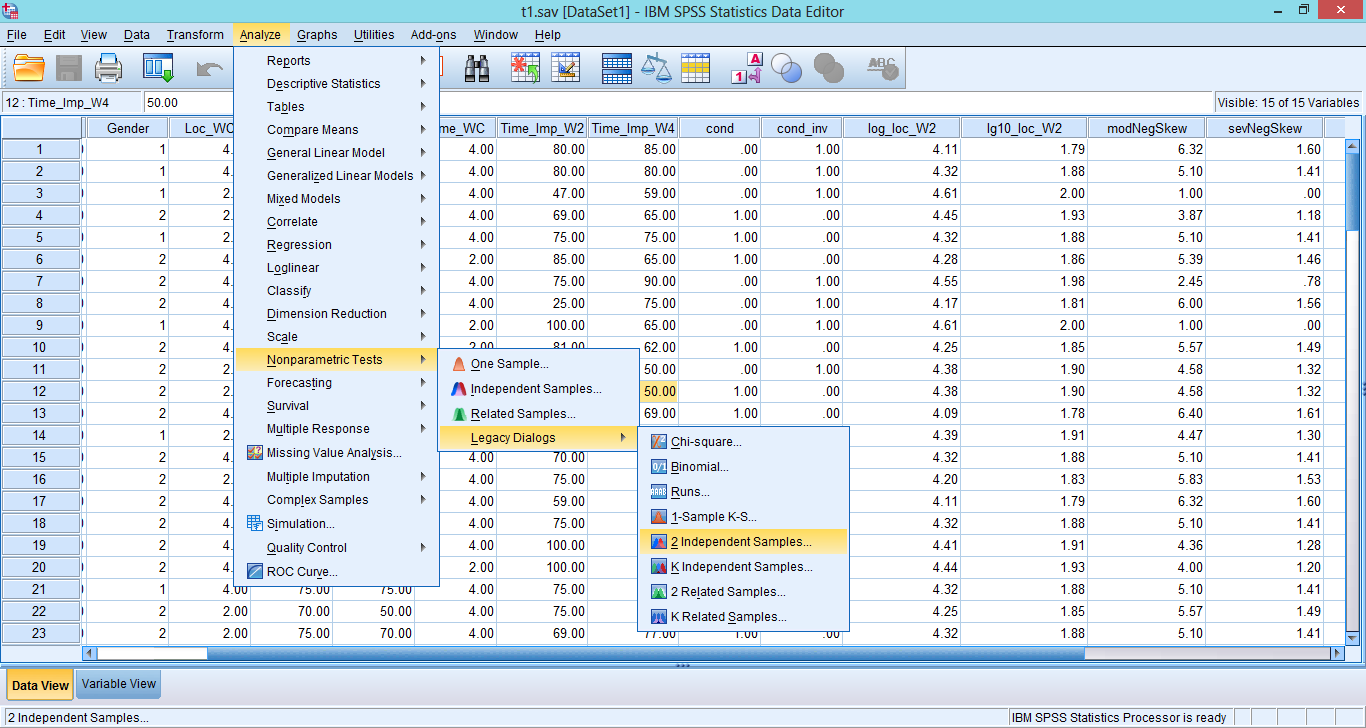 t1.sav [DataSet1] - IBM SPSS Statistics Data Editor
File Edit View Data Transform Analyze Graphs Utilities Add-ons Window Help
12 : Time_Imp_W4 50.00 Visible: 15 of 15 Variables
Gender Loc_WC me_WC Time_Imp_W2 Time_Imp_W4 cond cond_inv log_loc_W2 lg10_loc_W2 modNegSkew sevNegSkew
1 1 4. 4.00 80.00 85.00 .00 1.00 4.11 1.79 6.32 1.60
2 1 4. 4.00 80.00 80.00 .00 1.00 4.32 1.88 5.10 1.41
3 1 2. 4.00 47.00 59.00 .00 1.00 4.61 2.00 1.00 .00
4 2 2. 4.00 69.00 65.00 1.00 .00 4.45 1.93 3.87 1.18
5 1 2. 4.00 75.00 75.00 1.00 .00 4.32 1.88 5.10 1.41
6 2 4. 2.00 85.00 65.00 1.00 .00 4.28 1.86 5.39 1.46
7 2 4. 4.00 75.00 90.00 .00 1.00 4.55 1.98 2.45 .78
8 2 4. 4.00 25.00 75.00 .00 1.00 4.17 1.81 6.00 1.56
9 1 4. 2.00 100.00 65.00 .00 1.00 4.61 2.00 1.00 .00
10 2 4. 2.00 81.00 62.00 1.00 .00 4.25 1.85 5.57 1.49
11 2 2. 50.00 .00 1.00 4.38 1.90 4.58 1.32
12 2 2. 50.00 1.00 .00 4.38 1.90 4.58 1.32
13 2 4. 69.00 1.00 .00 4.09 1.78 6.40 1.61
14 1 2. 4.39 1.91 4.47 1.30
15 2 4. 4.00 70.00 4.32 1.88 5.10 1.41
16 2 4. 4.00 75.00 4.20 1.83 5.83 1.53
17 2 4. 4.00 59.00 4.11 1.79 6.32 1.60
18 2 2. 4.00 75.00 4.32 1.88 5.10 1.41
19 2 4. 4.00 100.00 4.41 1.91 4.36 1.28
20 2 4. 2.00 100.00 4.44 1.93 4.00 1.20
21 1 4.00 75.00 75.00 4.00 75.00 4.32 1.88 5.10 1.41
22 2 2.00 70.00 50.00 4.00 75.00 4.25 1.85 5.57 1.49
23 2 2.00 75.00 70.00 4.00 69.00 77.00 1.00 .00 4.32 1.88 5.10 1.41
Reports
Descriptive Statistics
Tables
Compare Means
General Linear Model
Generalized Linear Models
Mixed Models
Correlate
Regression
Loglinear
Classify
Dimension Reduction
Scale
Nonparametric Tests
Forecasting
Survival
Multiple Response
Missing Value Analysis...
Multiple Imputation
Complex Samples
Simulation...
Quality Control
ROC Curve...
One Sample...
Independent Samples...
Related Samples...
Legacy Dialogs
Chi-square...
Binomial...
Runs...
1-Sample K-S...
2 Independent Samples...
K Independent Samples...
2 Related Samples...
K Related Samples...
Data View Variable View
2 Independent Samples... IBM SPSS Statistics Processor is ready